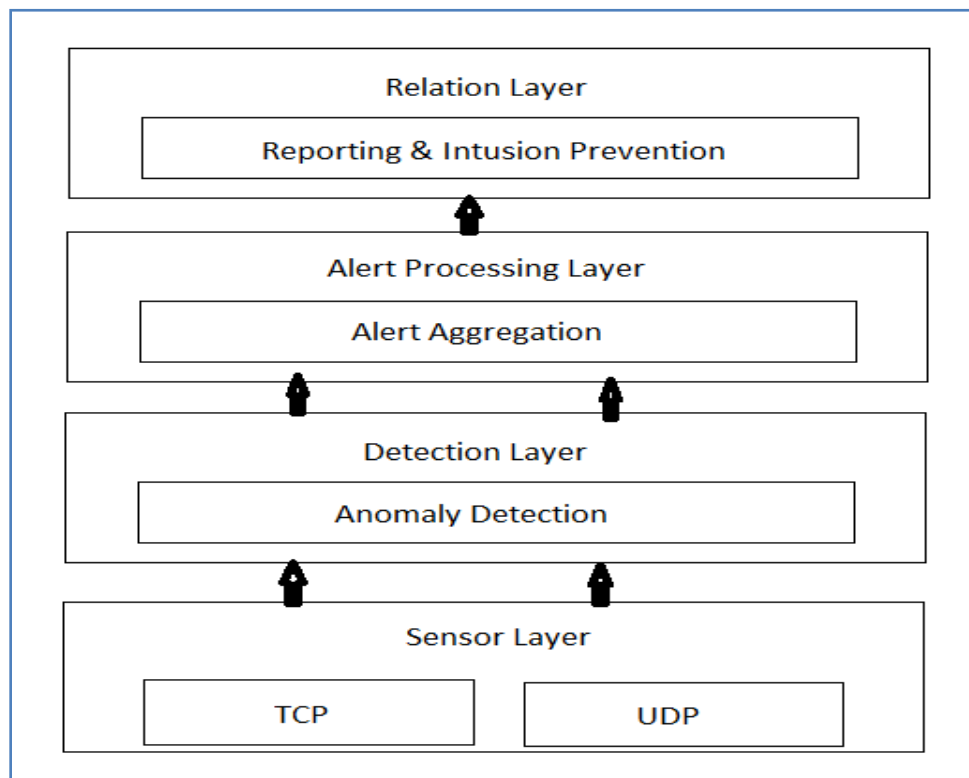 Relation Layer
Reporting & Intusion Prevention
Alert Processing Layer
Alert Aggregation
Detection Layer
Anomaly Detection
Sensor Layer
TCP
UDP